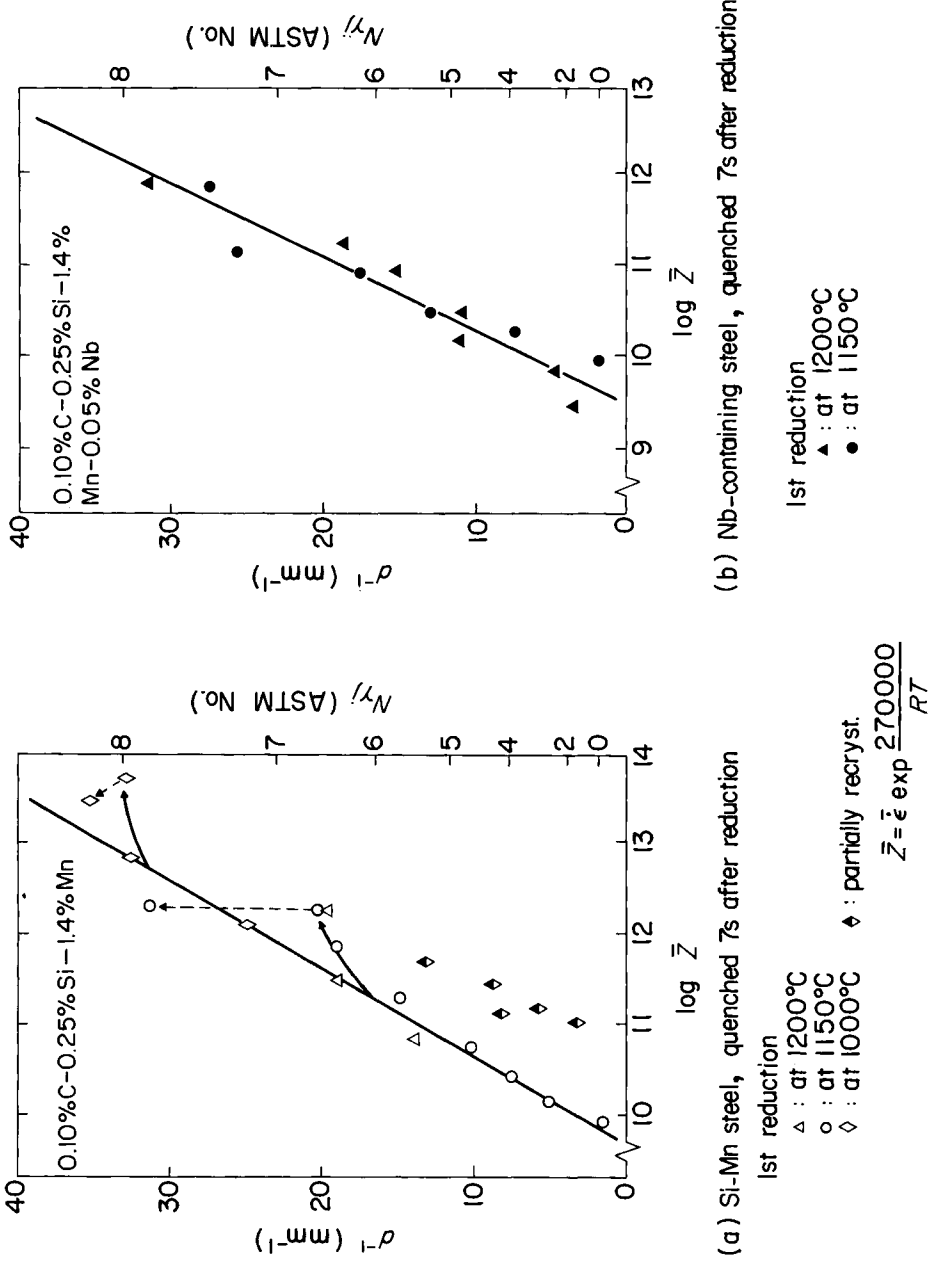 0.10%C-0.25%Si-1.4%Mn
40
30
20
10
0
d⁻¹ (mm⁻¹)
10
11
12
13
14
log Z̄
8
7
6
5
4
2
0
Nγj (ASTM No.)
(a) Si-Mn steel, quenched 7s after reduction
1st reduction
△ : at 1200°C
○ : at 1150°C
◇ : at 1000°C
: partially recryst.
Z̄ = ε̇̄ exp 270000/RT
0.10%C-0.25%Si-1.4%
Mn-0.05% Nb
40
30
20
10
0
d⁻¹ (mm⁻¹)
9
10
11
12
13
log Z̄
8
7
6
5
4
2
0
Nγj (ASTM No.)
(b) Nb-containing steel, quenched 7s after reduction
1st reduction
▲ : at 1200°C
● : at 1150°C